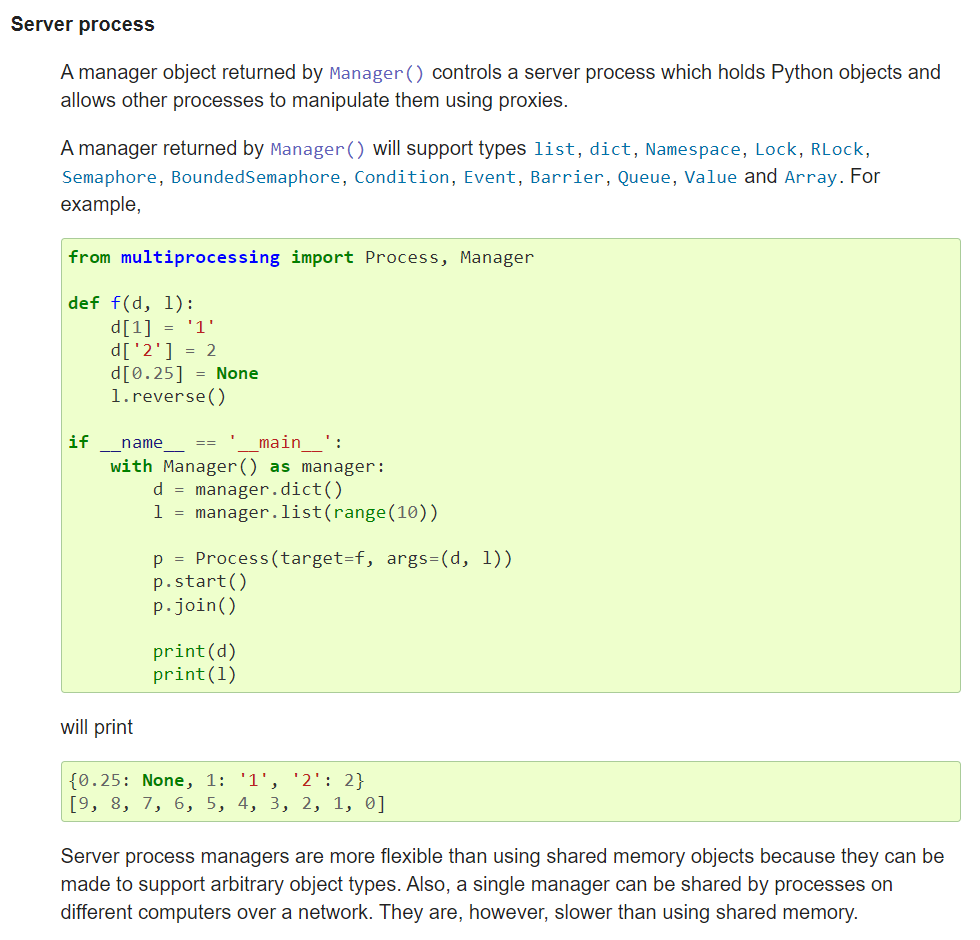 Server process
A manager object returned by Manager() controls a server process which holds Python objects and
allows other processes to manipulate them using proxies.
A manager returned by Manager() will support types list, dict, Namespace, Lock, RLock,
Semaphore, BoundedSemaphore, Condition, Event, Barrier, Queue, Value and Array. For
example,
from multiprocessing import Process, Manager
def f(d, l):
    d[1] = '1'
    d['2'] = 2
    d[0.25] = None
    l.reverse()
if __name__ == '__main__':
    with Manager() as manager:
        d = manager.dict()
        l = manager.list(range(10))
        p = Process(target=f, args=(d, l))
        p.start()
        p.join()
        print(d)
        print(l)
will print
{0.25: None, 1: '1', '2': 2}
[9, 8, 7, 6, 5, 4, 3, 2, 1, 0]
Server process managers are more flexible than using shared memory objects because they can be
made to support arbitrary object types. Also, a single manager can be shared by processes on
different computers over a network. They are, however, slower than using shared memory.